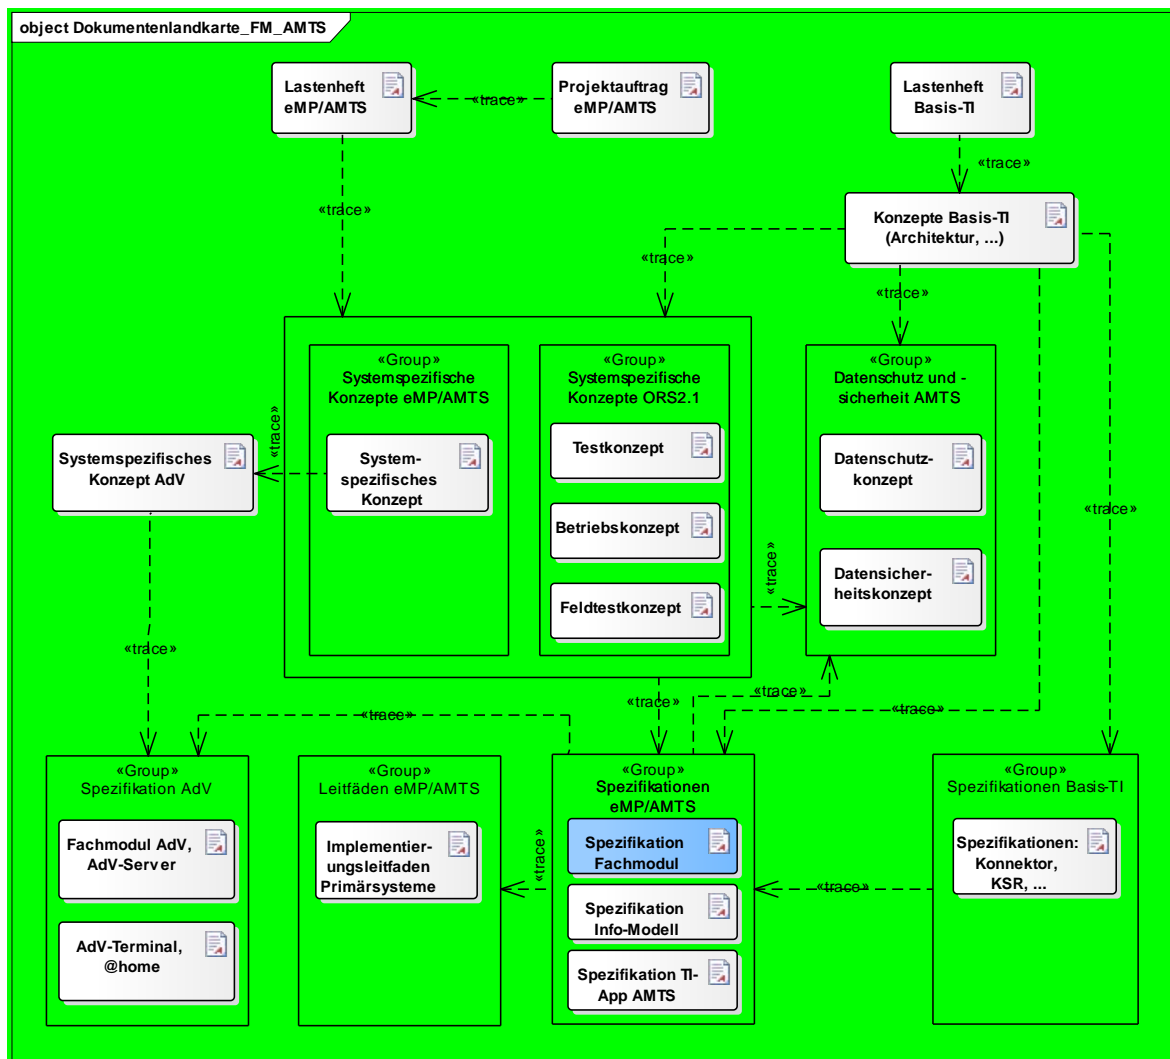 object Dokumentenlandkarte_FM_AMTS
Lastenheft
eMP/AMTS
«trace»
Projektauftrag
eMP/AMTS
Lastenheft
Basis-TI
«trace»
«trace»
Konzepte Basis-TI
(Architektur, ...)
«trace»
«trace»
«Group»
Systemspezifische
Konzepte eMP/AMTS
«Group»
Systemspezifische
Konzepte ORS2.1
«Group»
Datenschutz und -
sicherheit AMTS
«trace»
Systemspezifisches
Konzept AdV
System-
spezifisches
Konzept
Testkonzept
Datenschutz-
konzept
«trace»
Betriebskonzept
«trace»
Datensicher-
heitskonzept
Feldtestkonzept
«trace»
«trace»
«trace»
«trace»
«trace»
«trace»
«Group»
Spezifikation AdV
«Group»
Leitfäden eMP/AMTS
«Group»
Spezifikationen
eMP/AMTS
«Group»
Spezifikationen Basis-TI
Fachmodul AdV,
AdV-Server
Implementier-
ungsleitfaden
Primärsysteme
«trace»
Spezifikation
Fachmodul
Spezifikationen:
Konnektor,
KSR, ...
«trace»
Spezifikation
Info-Modell
AdV-Terminal,
@home
Spezifikation TI-
App AMTS